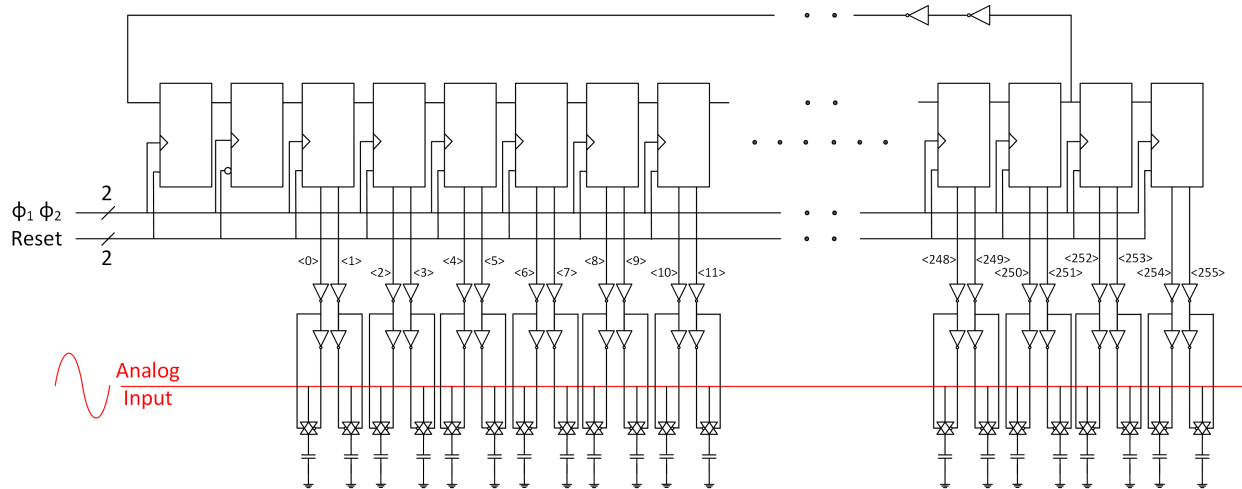 2
ϕ₁ ϕ₂
Reset
2
<0> <1> <2> <3> <4> <5> <6> <7> <8> <9> <10> <11> <248> <249> <250> <251> <252> <253> <254> <255>
Analog
Input